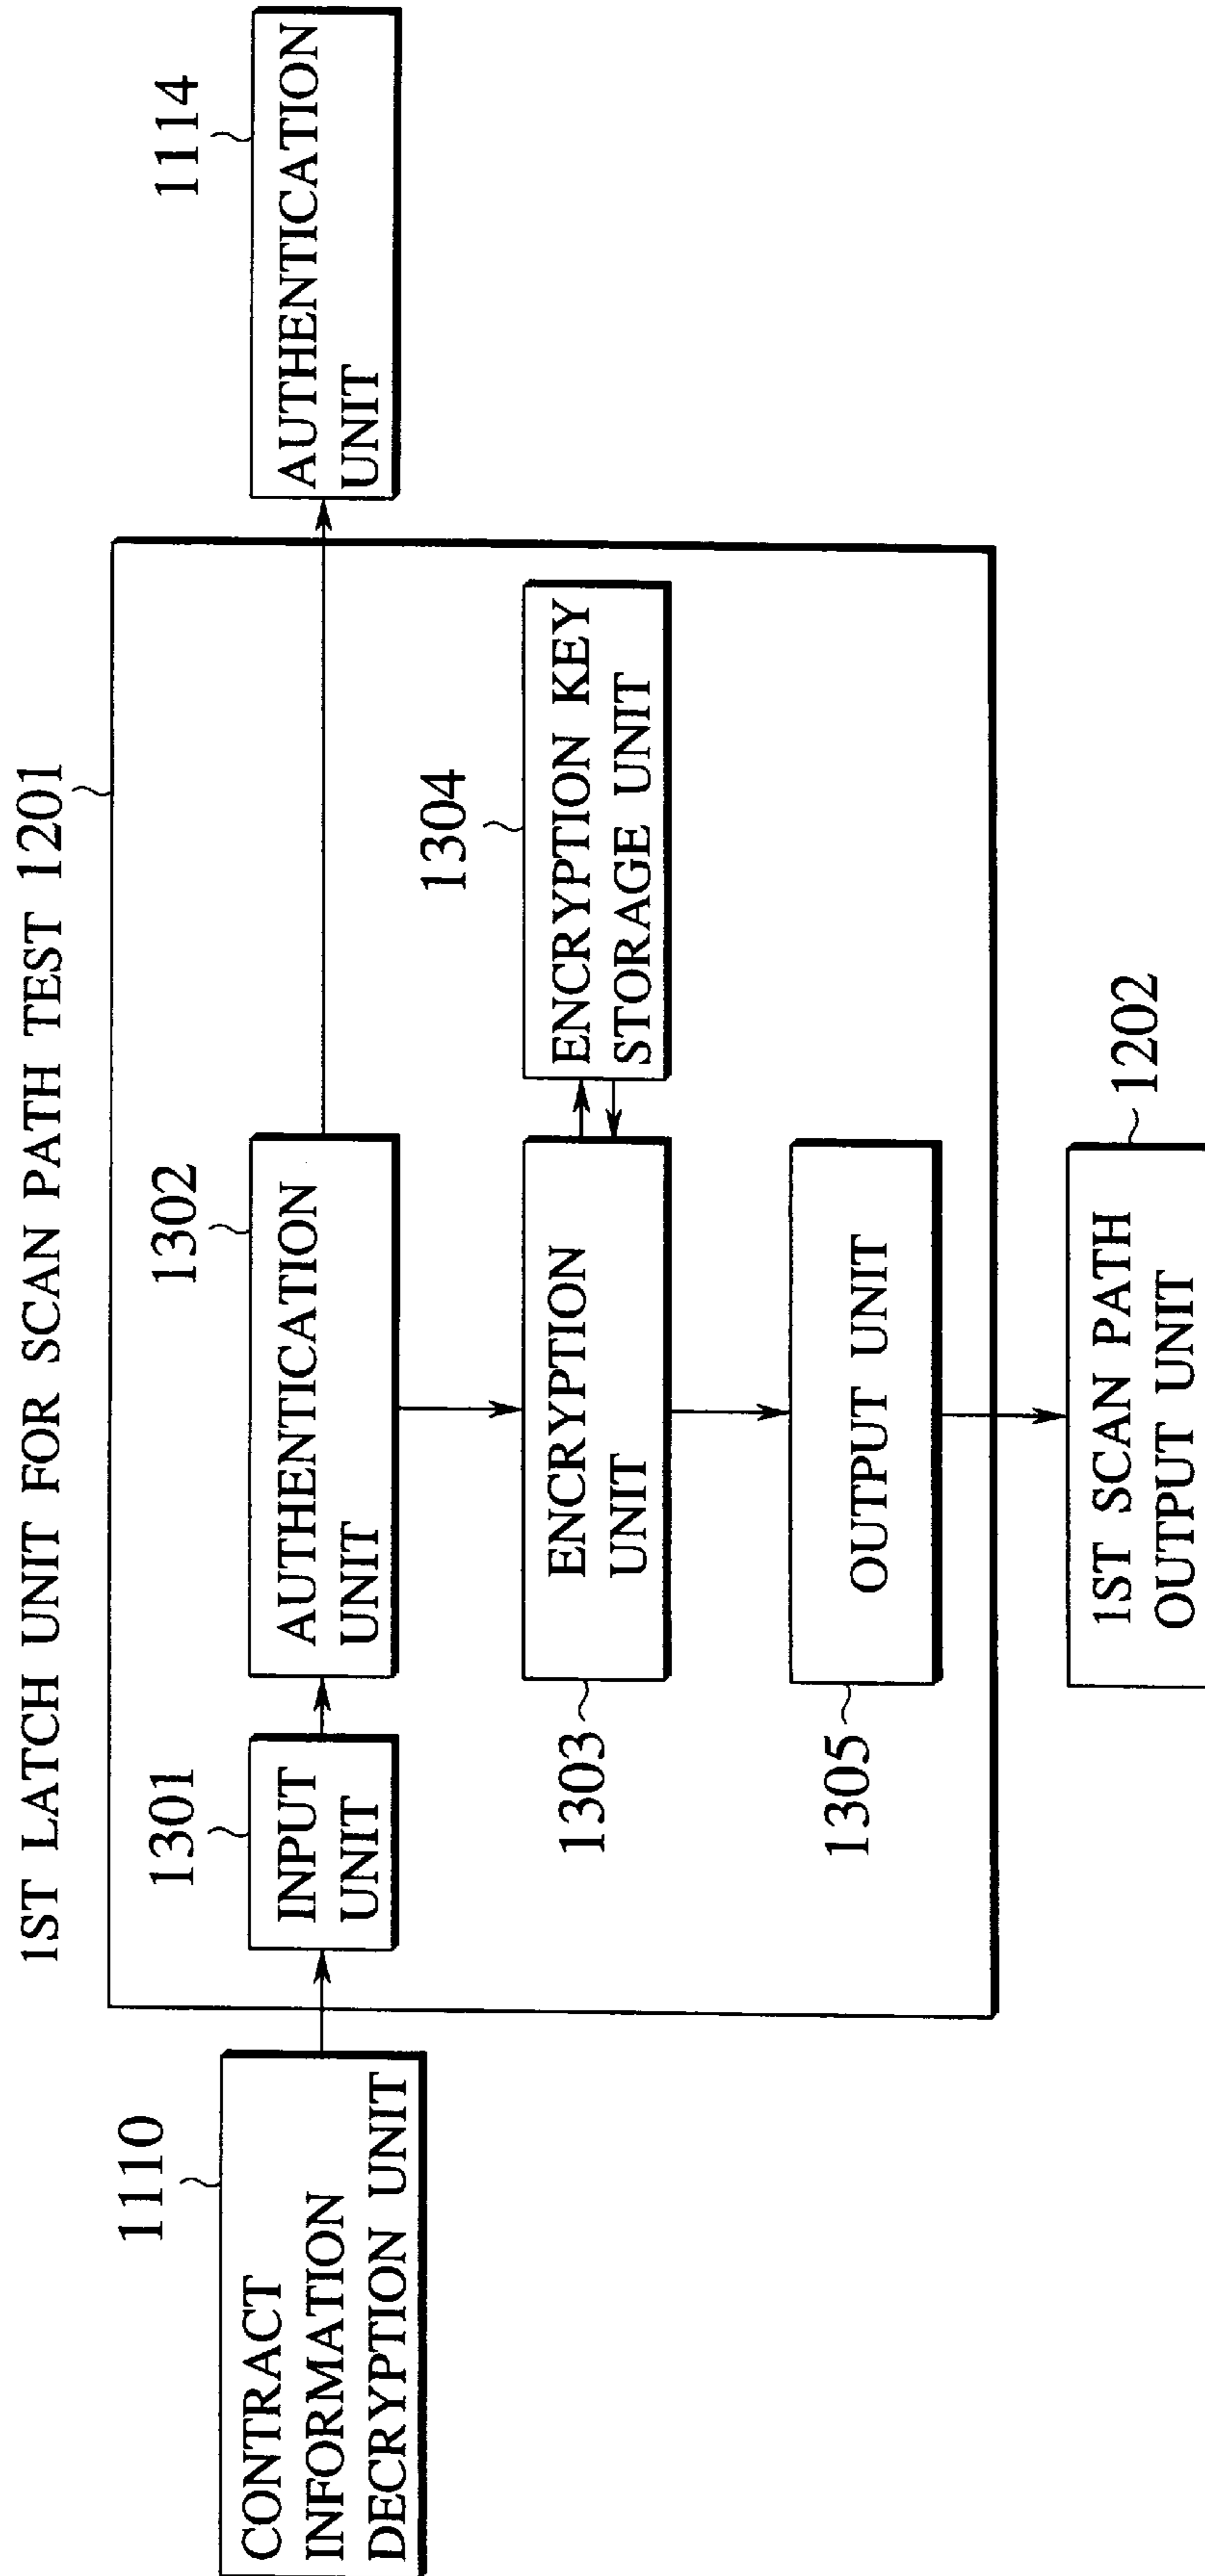 1ST LATCH UNIT FOR SCAN PATH TEST 1201
1110
CONTRACT
INFORMATION
DECRYPTION UNIT
1301
INPUT
UNIT
1302
AUTHENTICATION
UNIT
1114
AUTHENTICATION
UNIT
1303
ENCRYPTION
UNIT
1304
ENCRYPTION KEY
STORAGE UNIT
1305
OUTPUT UNIT
1ST SCAN PATH
OUTPUT UNIT
1202